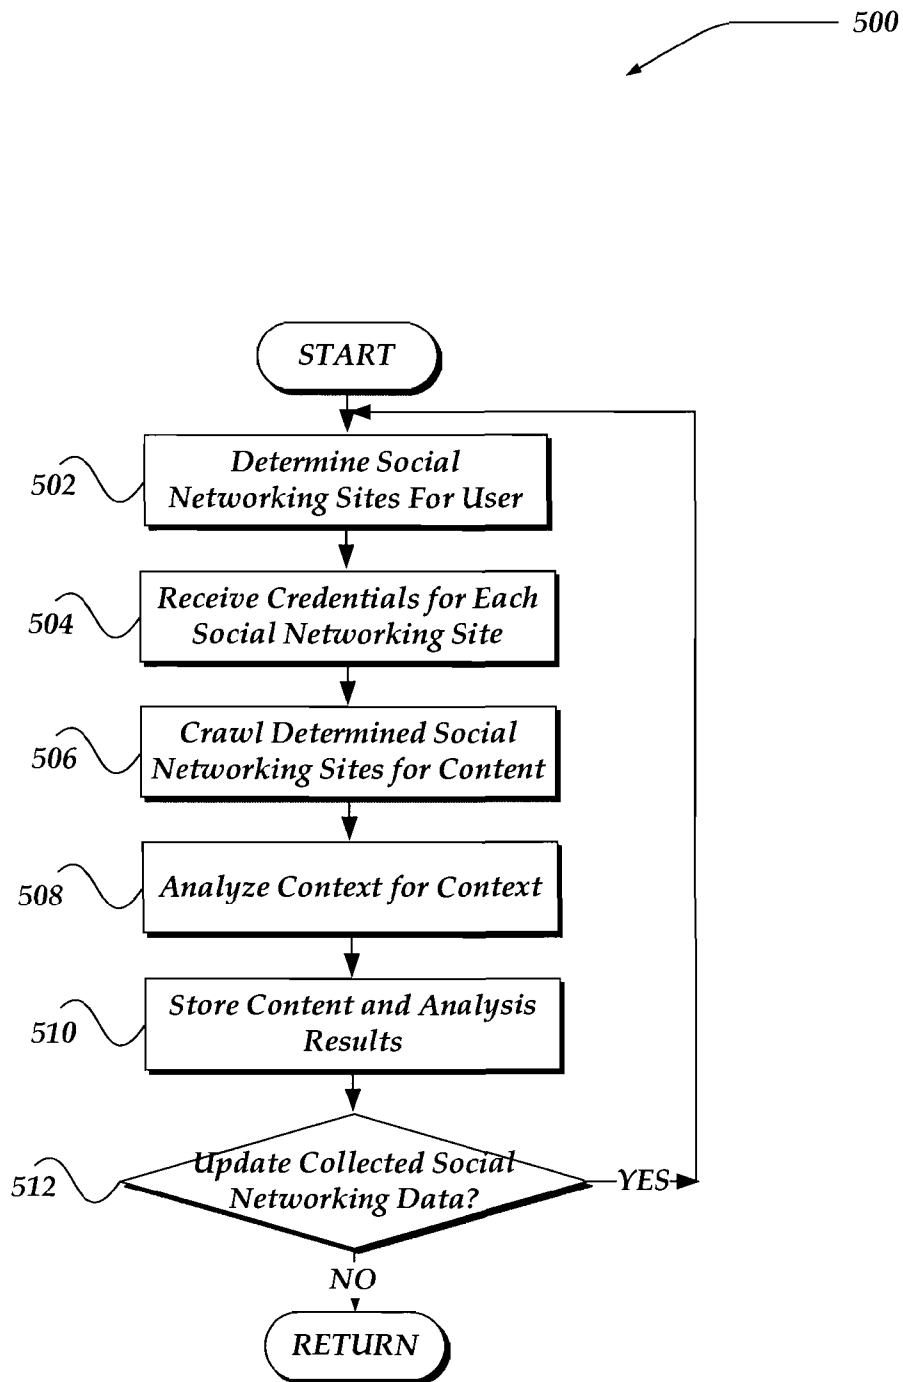 500
START
502
Determine Social
Networking Sites For User
504
Receive Credentials for Each
Social Networking Site
506
Crawl Determined Social
Networking Sites for Content
508
Analyze Context for Context
510
Store Content and Analysis
Results
512
Update Collected Social
Networking Data?
YES
NO
RETURN